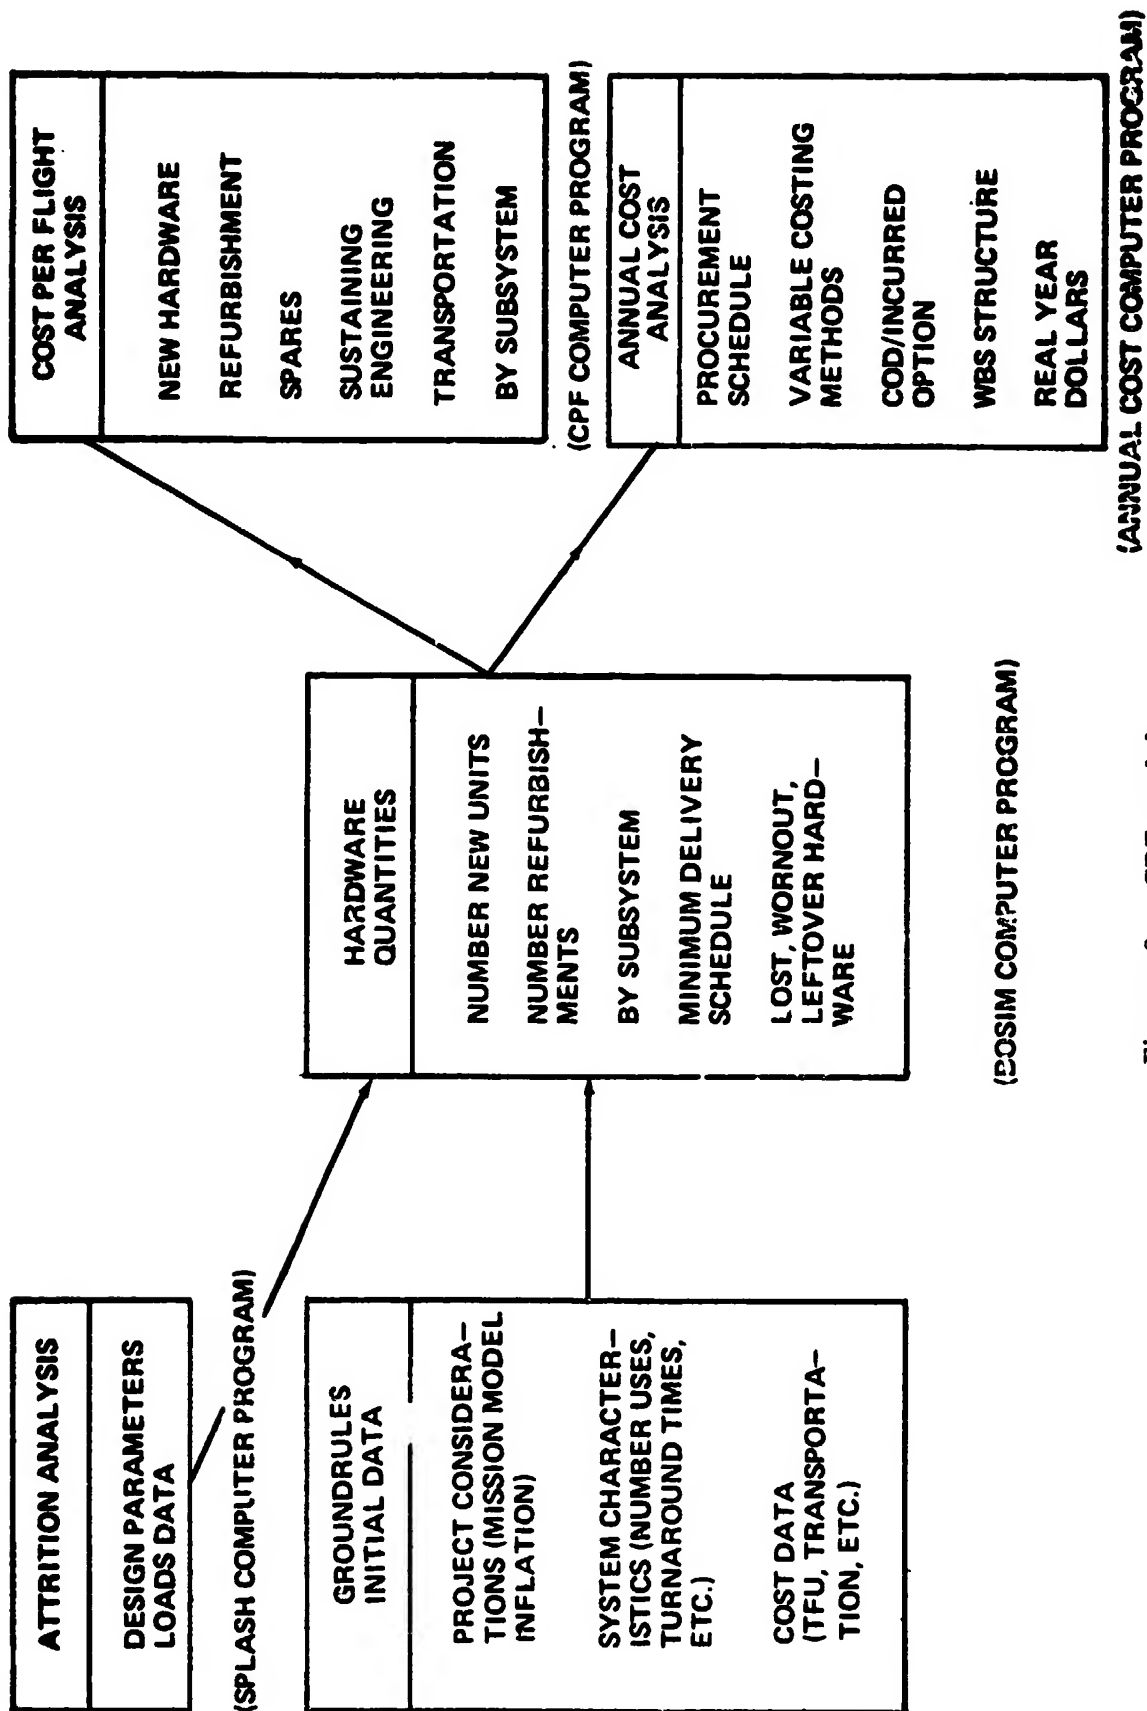 ATTRITION ANALYSIS
DESIGN PARAMETERS
LOADS DATA
(SPLASH COMPUTER PROGRAM)
GROUNDRULES
INITIAL DATA
PROJECT CONSIDERA–
TIONS (MISSION MODEL
INFLATION)
SYSTEM CHARACTER–
ISTICS (NUMBER USES,
TURNAROUND TIMES,
ETC.)
COST DATA
(TFU, TRANSPORTA–
TION, ETC.)
HARDWARE
QUANTITIES
NUMBER NEW UNITS
NUMBER REFURBISH–
MENTS
BY SUBSYSTEM
MINIMUM DELIVERY
SCHEDULE
LOST, WORNOUT,
LEFTOVER HARD–
WARE
COMPUTER PROGRAM)
COST PER FLIGHT
ANALYSIS
NEW HARDWARE
REFURBISHMENT
SPARES
SUSTAINING
ENGINEERING
TRANSPORTATION
BY SUBSYSTEM
(CPF COMPUTER PROGRAM)
ANNUAL COST
ANALYSIS
PROCUREMENT
SCHEDULE
VARIABLE COSTING
METHODS
COD/INCURRED
OPTION
WBS STRUCTURE
REAL YEAR
DOLLARS
(ANNUAL COST COMPUTER PROGRAM)